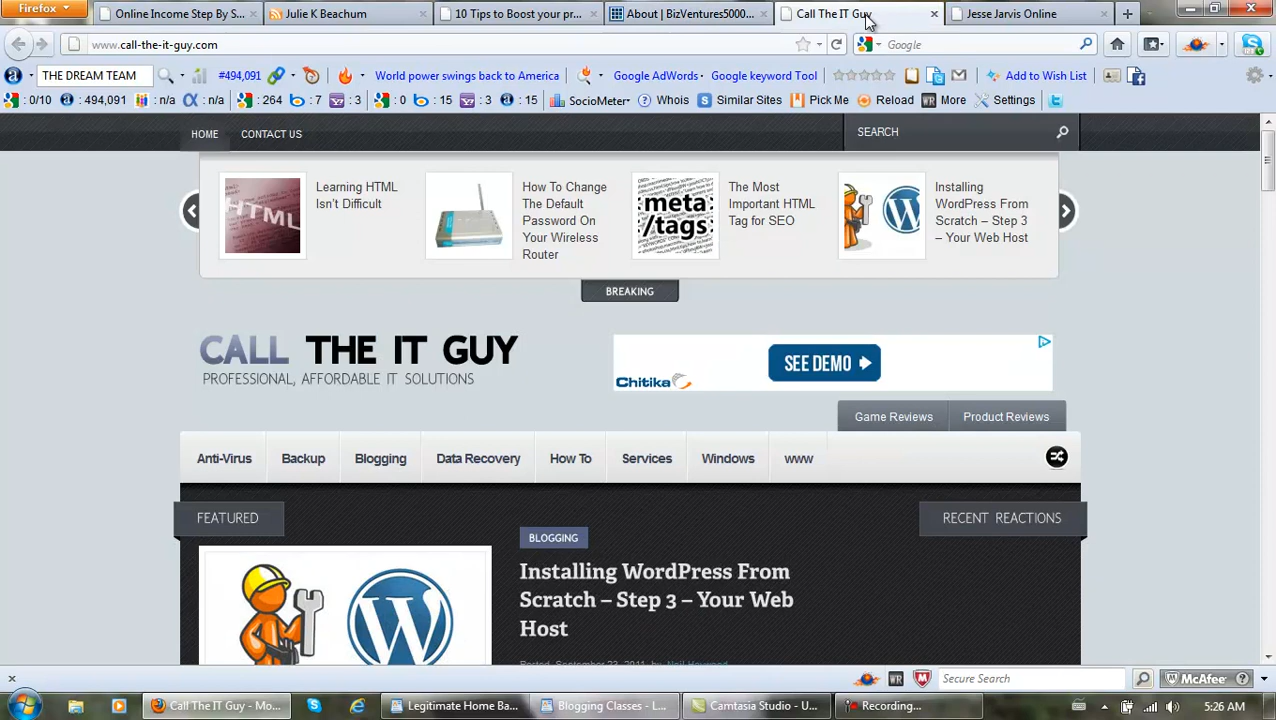 Firefox
Online Income Step By S...
Julie K Beachum
10 Tips to Boost your pr...
About | BizVentures5000...
Call The IT Guy
Jesse Jarvis Online
www.call-the-it-guy.com
Google
THE DREAM TEAM
#494,091
World power swings back to America
Google AdWords
Google keyword Tool
Add to Wish List
: 0/10
: 494,091
: n/a
: n/a
: 264
: 7
: 3
: 0
: 15
: 3
: 15
SocioMeter
Whois
Similar Sites
Pick Me
Reload
More
Settings
HOME
CONTACT US
SEARCH
HTML
Learning HTML
Isn't Difficult
How To Change
The Default
Password On
Your Wireless
Router
meta
/tags
The Most
Important HTML
Tag for SEO
Installing
WordPress From
Scratch – Step 3
– Your Web Host
BREAKING
CALL THE IT GUY
PROFESSIONAL, AFFORDABLE IT SOLUTIONS
SEE DEMO
Chitika
Game Reviews
Product Reviews
Anti-Virus
Backup
Blogging
Data Recovery
How To
Services
Windows
www
FEATURED
BLOGGING
RECENT REACTIONS
Installing WordPress From
Scratch – Step 3 – Your Web
Host
Posted September 23, 2011 by Neil Heywood
Secure Search
McAfee
Call The IT Guy - Mo...
Legitimate Home Ba...
Blogging Classes - L...
Camtasia Studio - U...
Recording...
5:26 AM